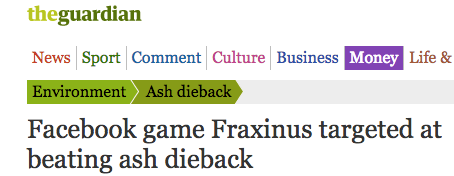 theguardian
News Sport Comment Culture Business Money Life &
Environment Ash dieback
Facebook game Fraxinus targeted at
beating ash dieback